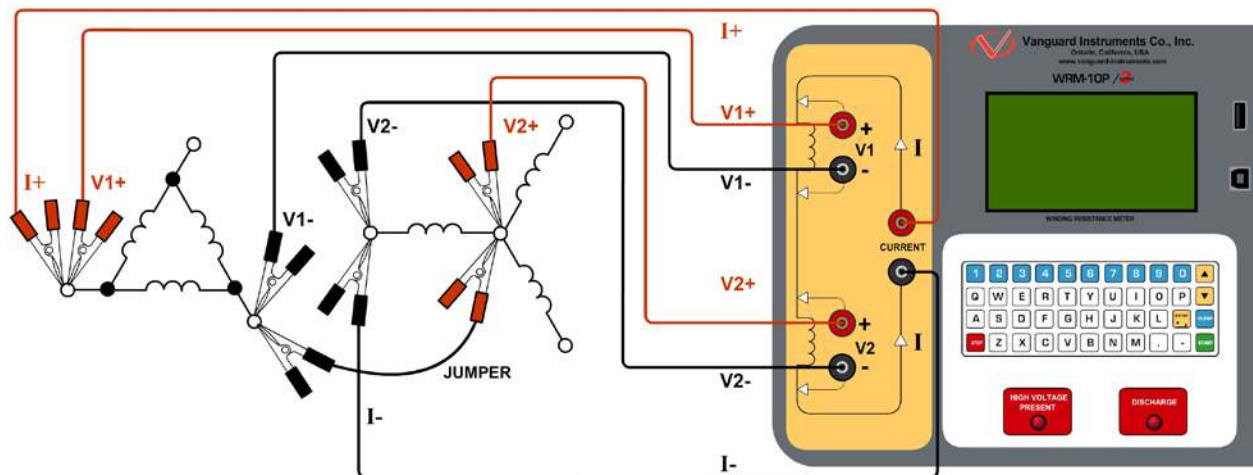 I+
I+
V1+
V1-
V2-
V2+
JUMPER
I-
I+
V1+
V1-
V2+
V2-
I-
+
V1
-
I
CURRENT
+
V2
-
I
Vanguard Instruments Co., Inc.
Ontario, California, USA
www.vanguard-instruments.com
WRM-10P /
WINDING RESISTANCE METER
1 2 3 4 5 6 7 8 9 0
Q W E R T Y U I O P
A S D F G H J K L
STOP Z X C V B N M . - START
HIGH VOLTAGE
PRESENT
DISCHARGE